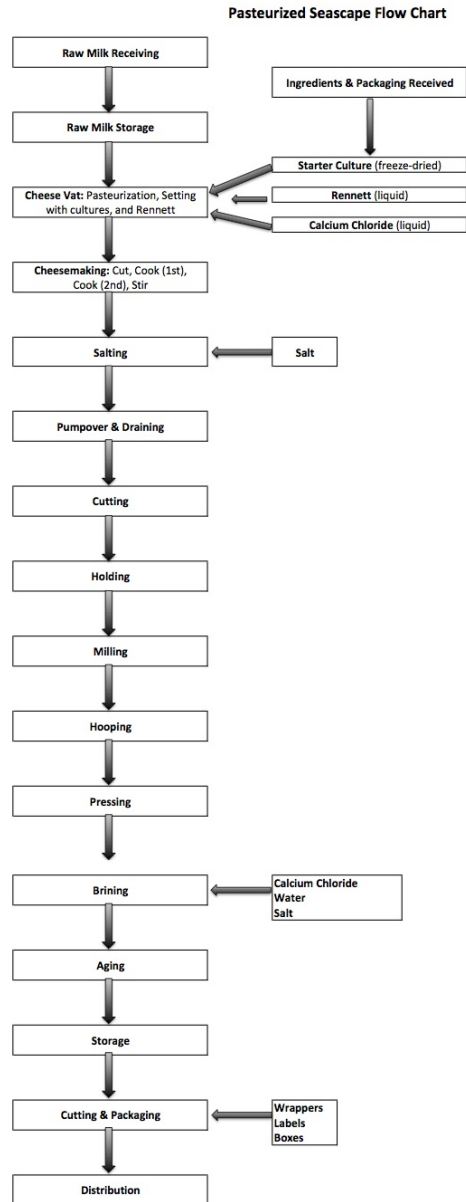 Pasteurized Seascape Flow Chart
Raw Milk Receiving
Ingredients & Packaging Received
Raw Milk Storage
Starter Culture (freeze-dried)
Cheese Vat: Pasteurization, Setting
with cultures, and Rennett
Rennett (liquid)
Calcium Chloride (liquid)
Cheesemaking: Cut, Cook (1st),
Cook (2nd), Stir
Salting
Salt
Pumpover & Draining
Cutting
Holding
Milling
Hooping
Pressing
Brining
Calcium Chloride
Water
Salt
Aging
Storage
Cutting & Packaging
Wrappers
Labels
Boxes
Distribution